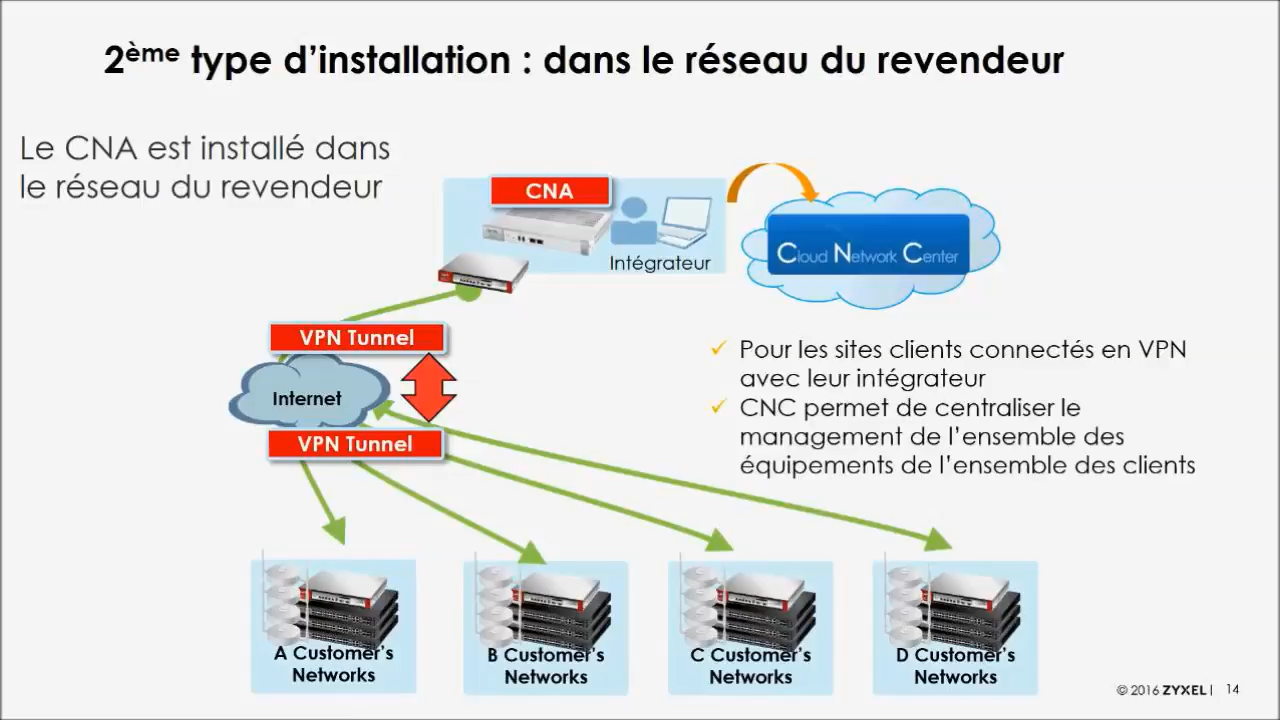 2ème type d’installation : dans le réseau du revendeur
Le CNA est installé dans
le réseau du revendeur
CNA
Intégrateur
Cloud Network Center
VPN Tunnel
Internet
VPN Tunnel
✓ Pour les sites clients connectés en VPN
avec leur intégrateur
✓ CNC permet de centraliser le
management de l’ensemble des
équipements de l’ensemble des clients
A Customer’s
Networks
B Customer’s
Networks
C Customer’s
Networks
D Customer’s
Networks
© 2016 ZYXEL | 14